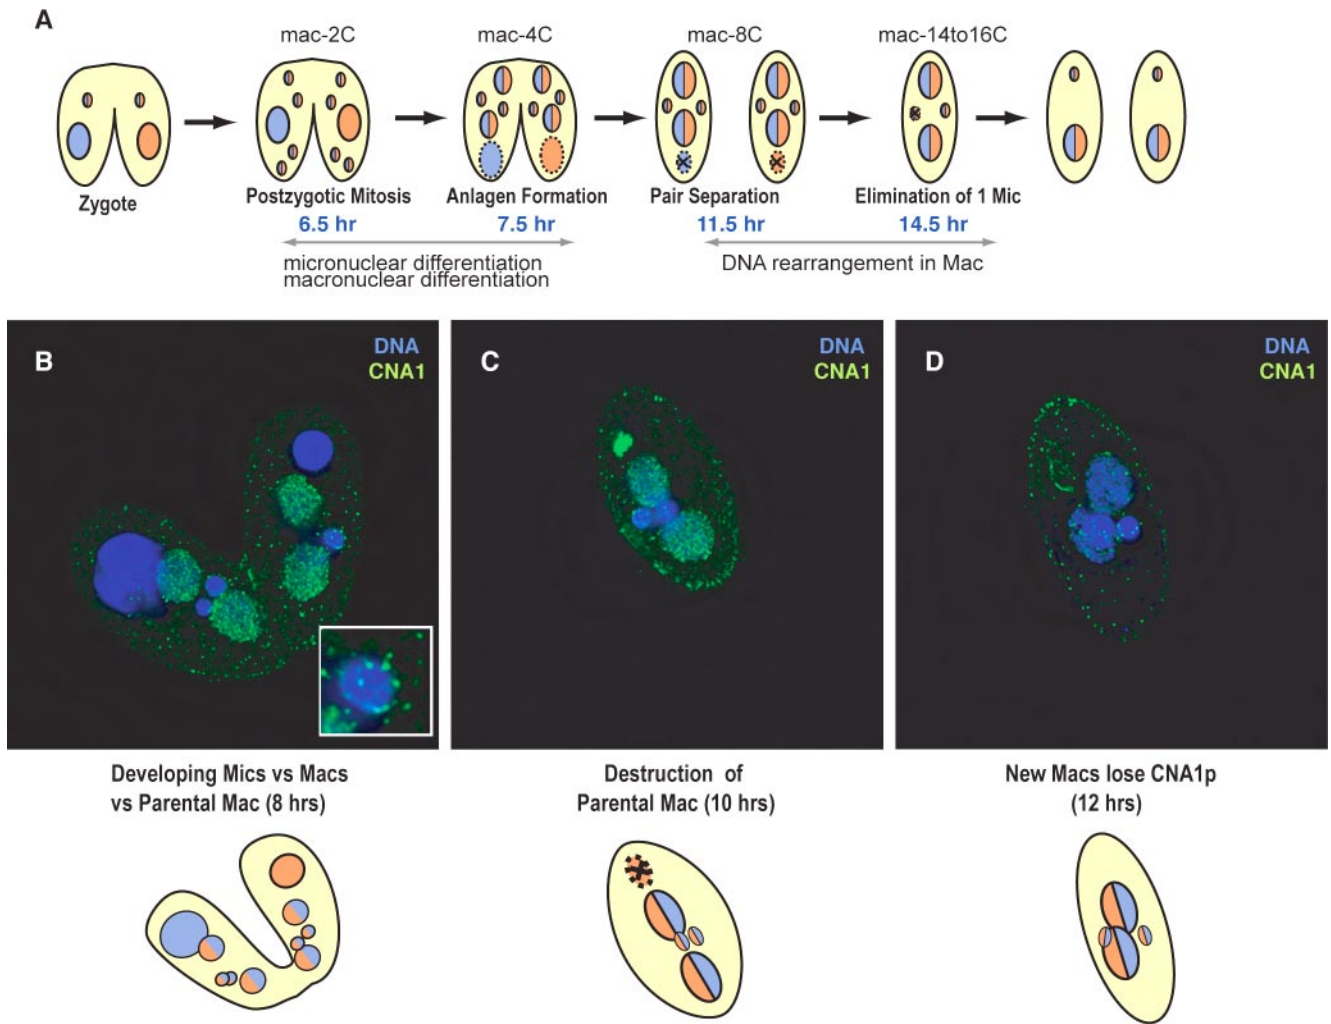 A
mac-2C
mac-4C
mac-8C
mac-14to16C
Zygote
Postzygotic Mitosis
Anlagen Formation
Pair Separation
Elimination of 1 Mic
6.5 hr
7.5 hr
11.5 hr
14.5 hr
micronuclear differentiation
macronuclear differentiation
DNA rearrangement in Mac
B
DNA
CNA1
C
DNA
CNA1
D
DNA
CNA1
Developing Mics vs Macs
vs Parental Mac (8 hrs)
Destruction of
Parental Mac (10 hrs)
New Macs lose CNA1p
(12 hrs)